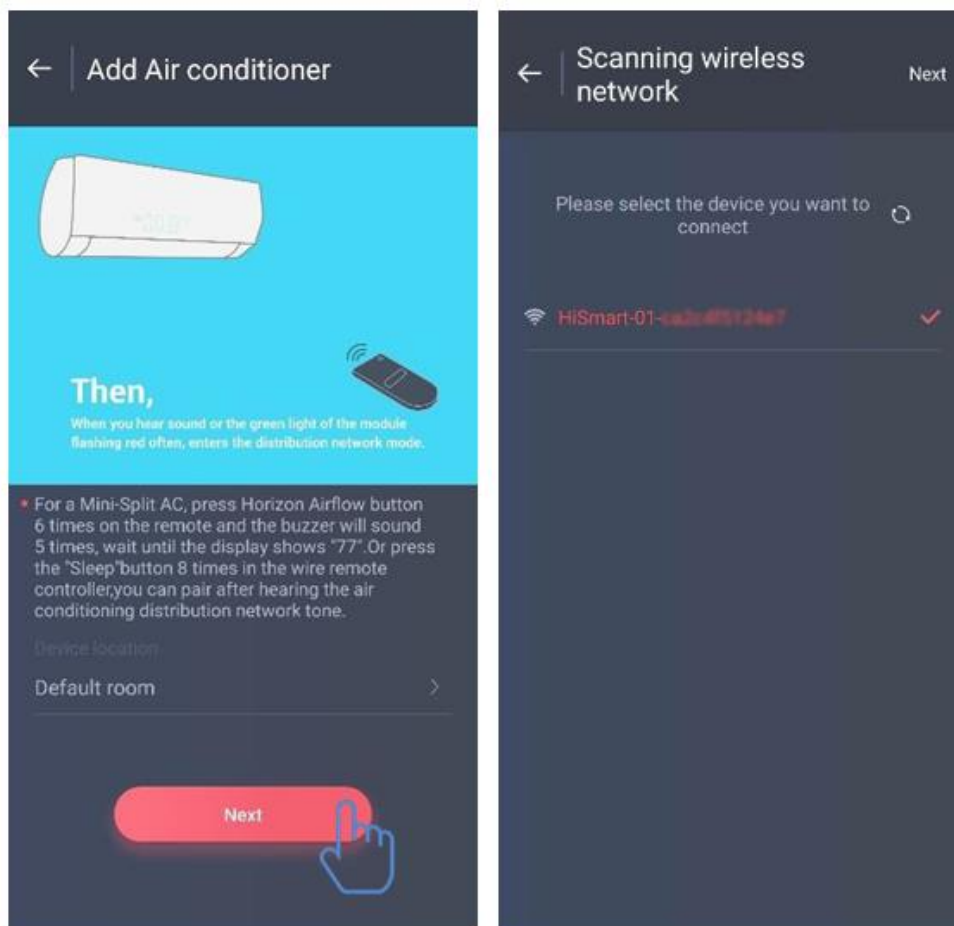 Add Air conditioner
Then,
When you hear sound or the green light of the module
flashing red often, enters the distribution network mode.
For a Mini-Split AC, press Horizon Airflow button
6 times on the remote and the buzzer will sound
5 times, wait until the display shows "77".Or press
the "Sleep"button 8 times in the wire remote
controller,you can pair after hearing the air
conditioning distribution network tone.
Device location
Default room
Next
Scanning wireless
network
Next
Please select the device you want to
connect
HiSmart-01-